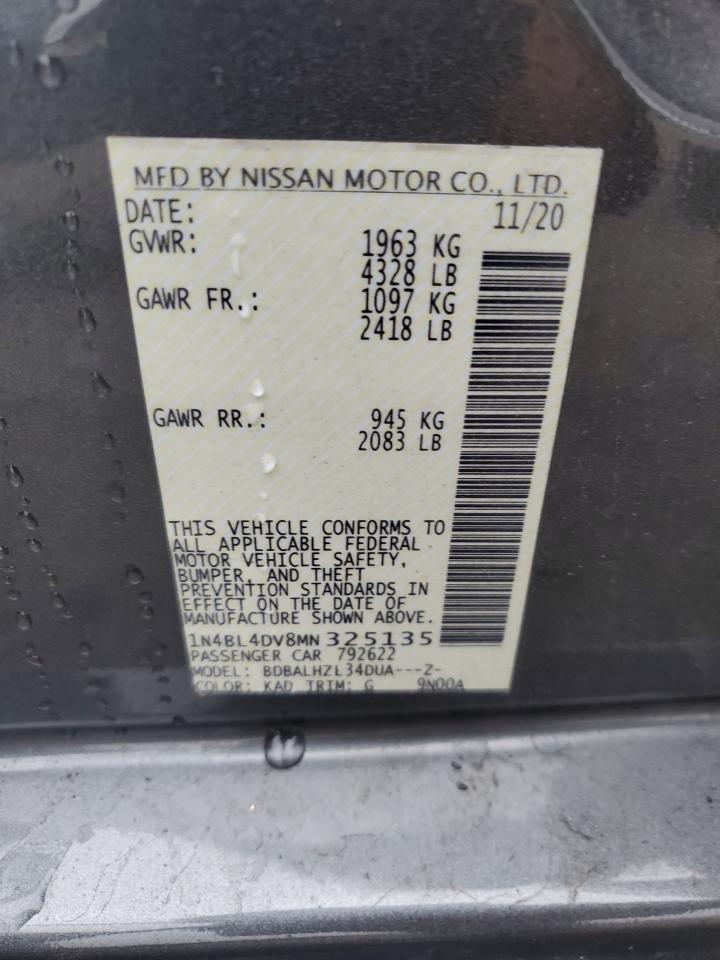 MFD BY NISSAN MOTOR CO., LTD.
DATE: 11/20
GVWR: 1963 KG
4328 LB
GAWR FR.: 1097 KG
2418 LB
GAWR RR.: 945 KG
2083 LB
THIS VEHICLE CONFORMS TO
ALL APPLICABLE FEDERAL
MOTOR VEHICLE SAFETY,
BUMPER, AND THEFT
PREVENTION STANDARDS IN
EFFECT ON THE DATE OF
MANUFACTURE SHOWN ABOVE.
1N4BL4DV8MN 325135
PASSENGER CAR 792622
MODEL: BDBALHZL34DUA---Z-
COLOR: KAD TRIM: G 9N00A